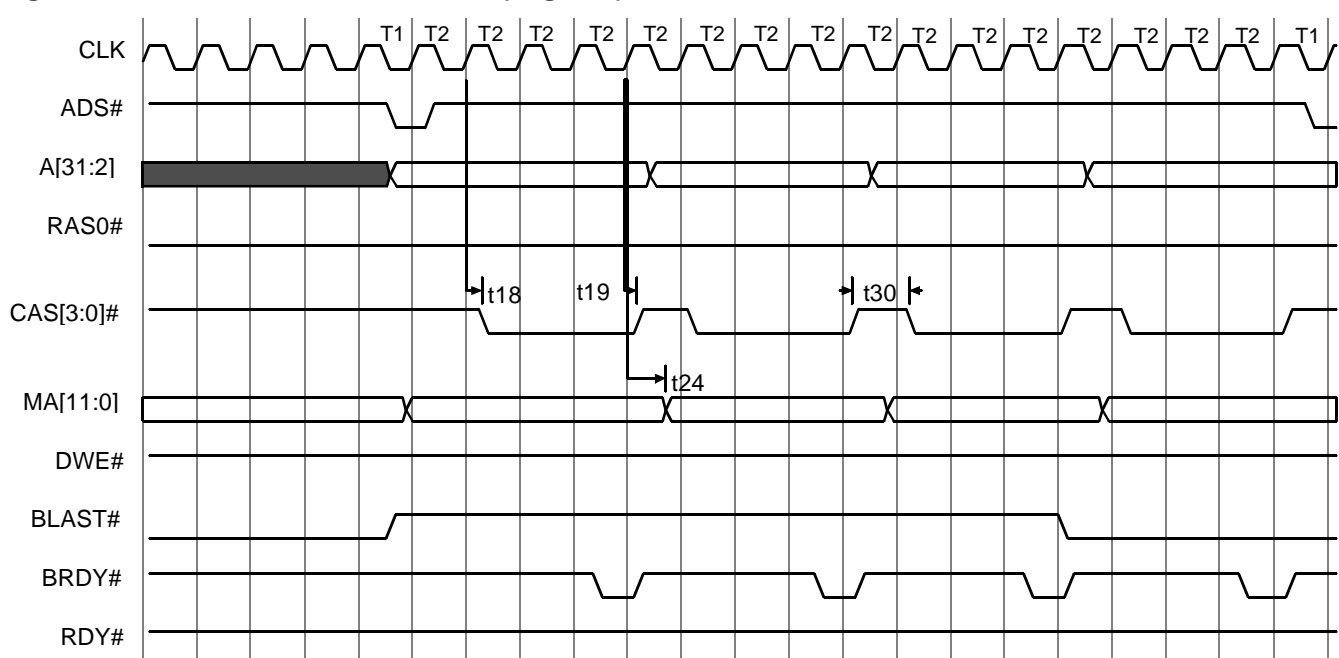 T1 T2 T2 T2 T2 T2 T2 T2 T2 T2 T2 T2 T2 T2 T2 T2 T2 T1
CLK
ADS#
A[31:2]
RAS0#
t18 t19 t30
CAS[3:0]#
t24
MA[11:0]
DWE#
BLAST#
BRDY#
RDY#